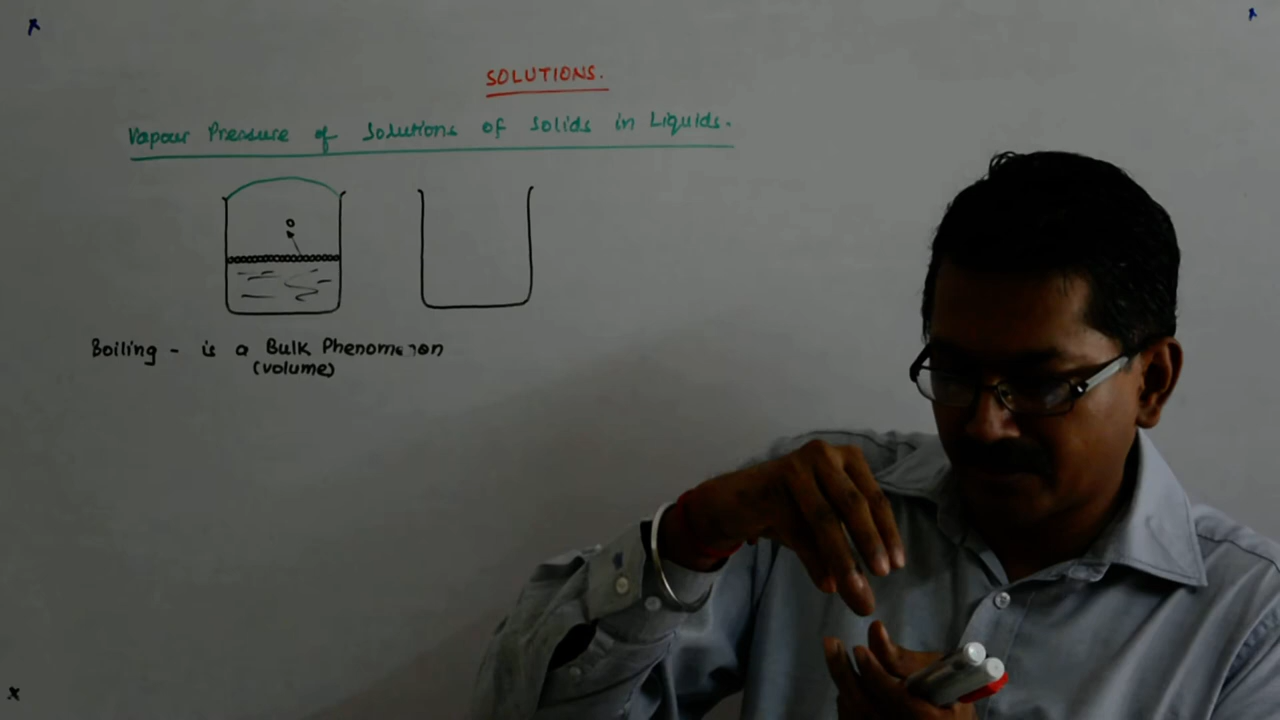 SOLUTIONS.
Vapour Pressure of Solutions of Solids in Liquids.
Boiling - is a Bulk Phenomenon
(volume)